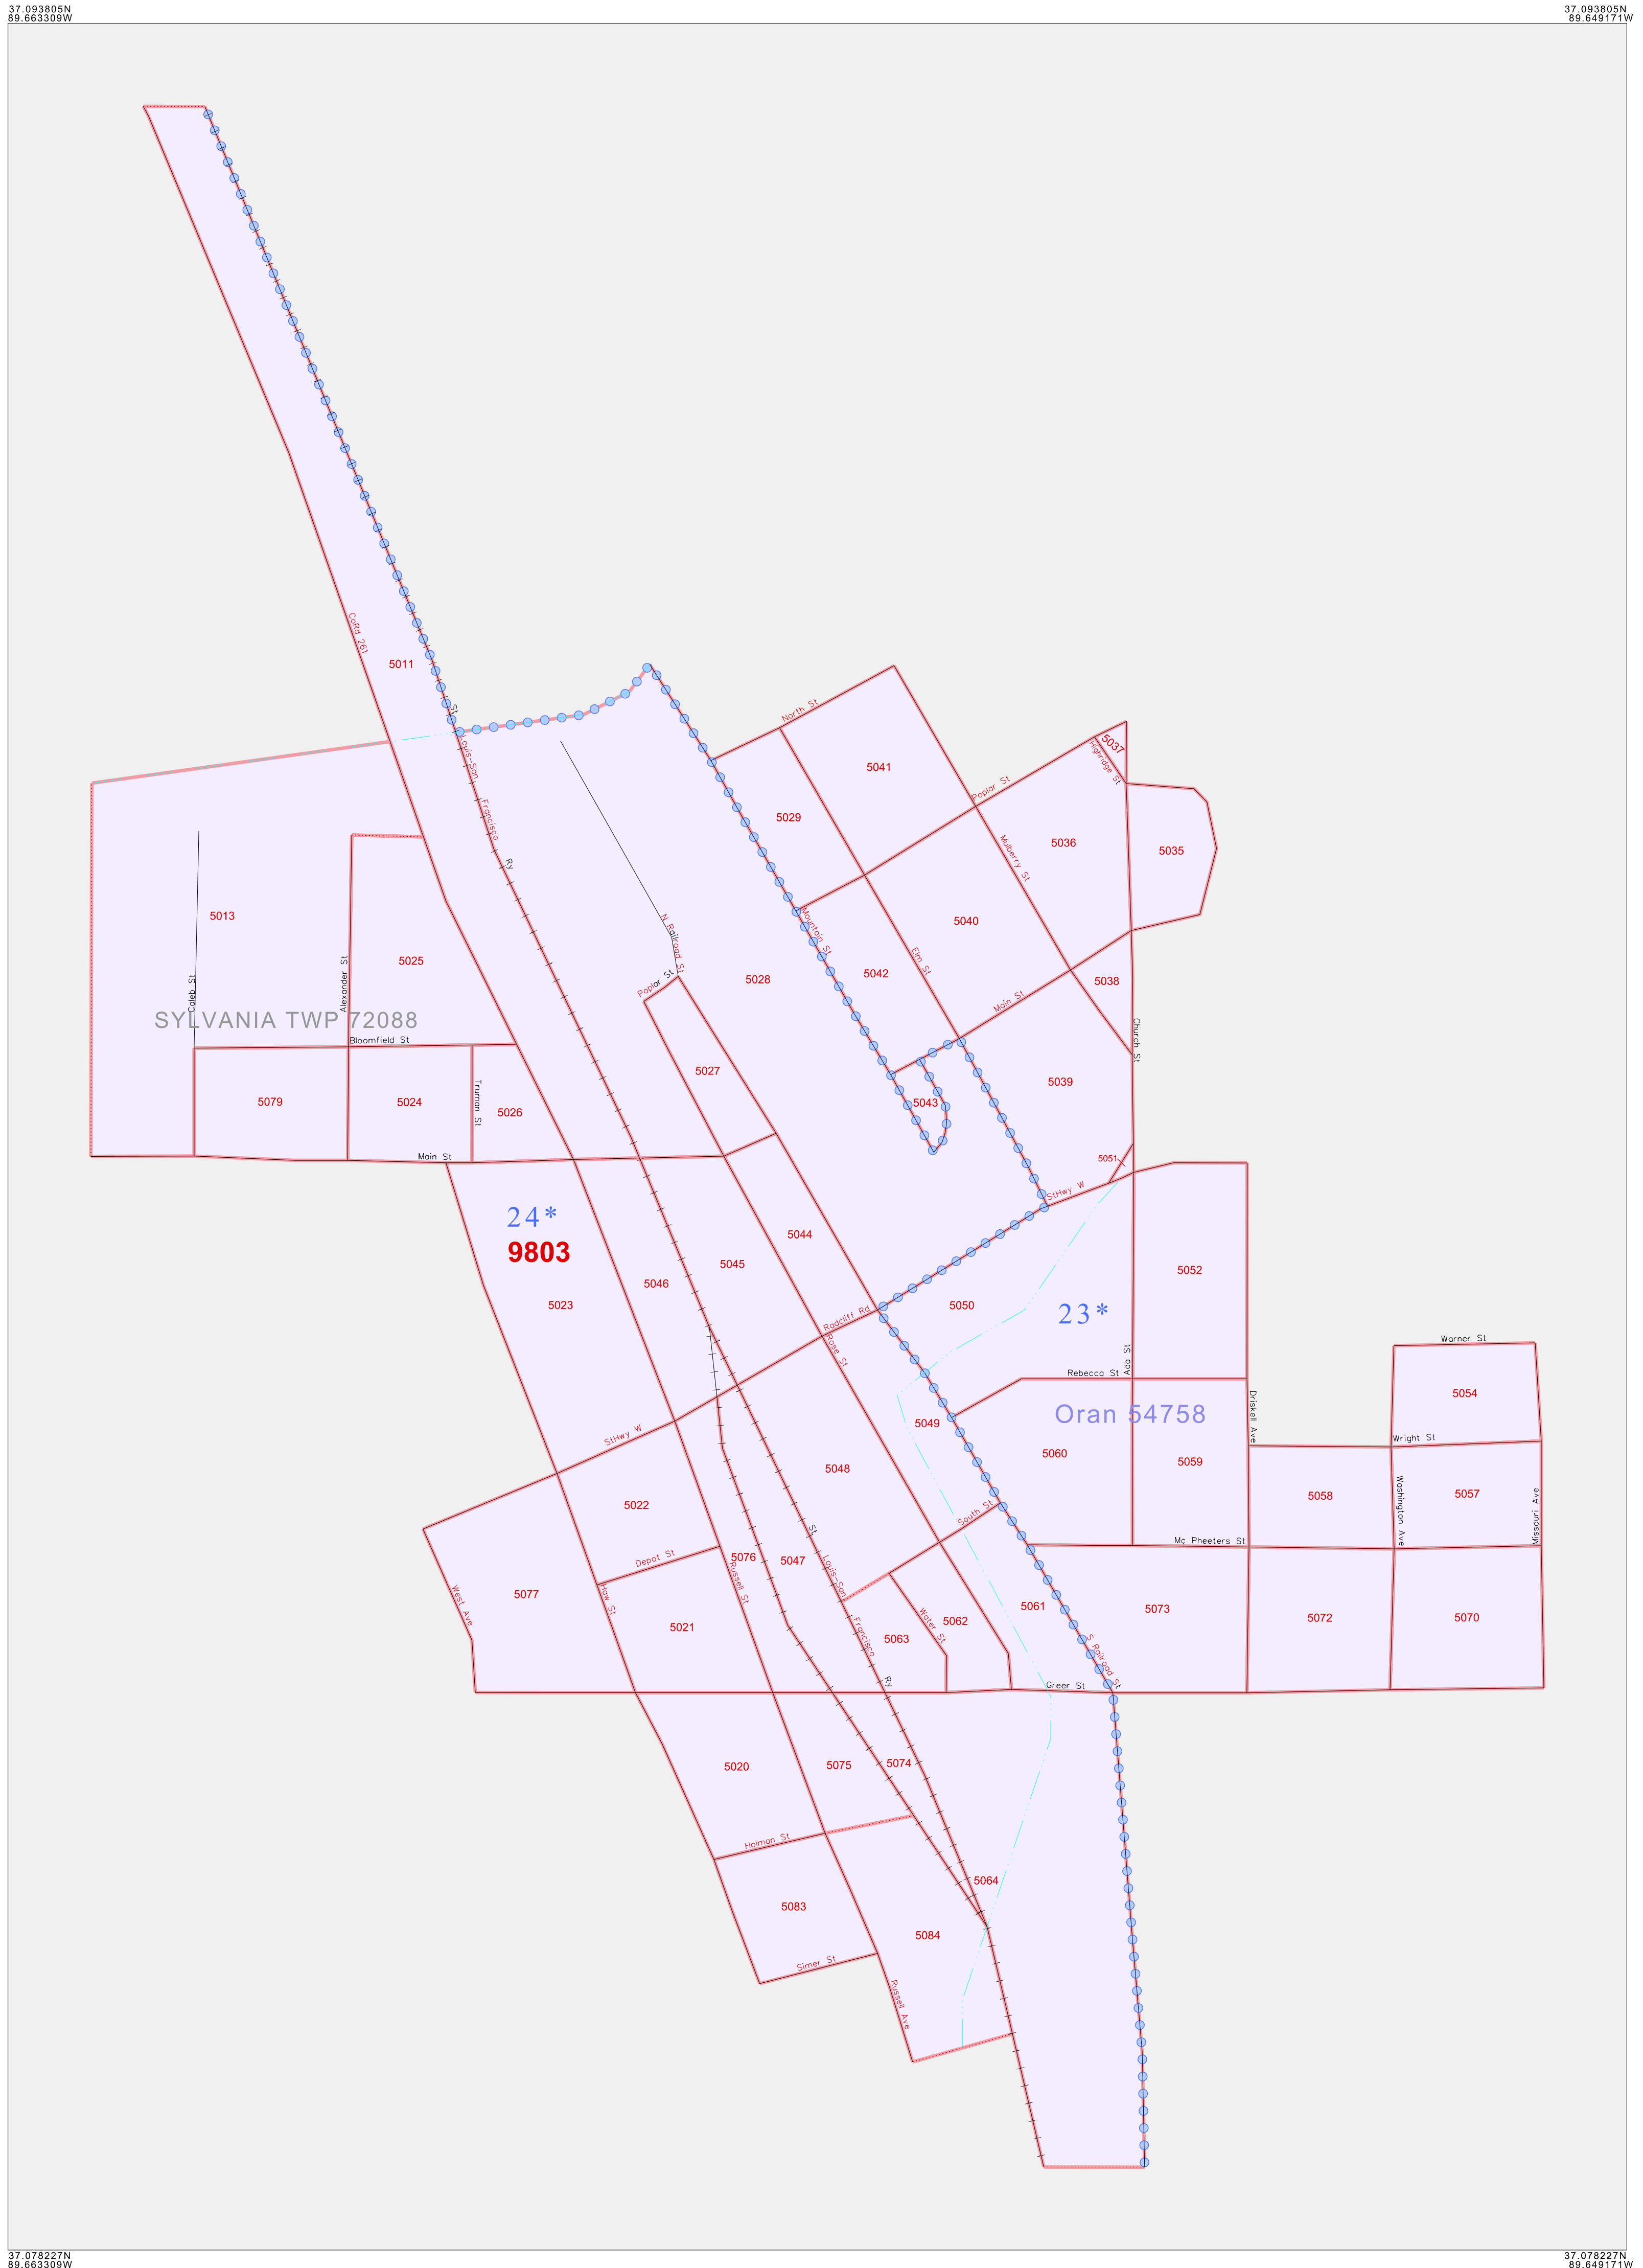 37.093805N
89.663309W
37.093805N
89.649171W
CoRd 261
5011
St
Louis-San
Francisco
Ry
North St
5041
5037
Highridge St
Poplar St
5029
5036
5035
Mulberry St
5013
N Railroad St
Mountain St
5040
5025
Elm St
5042
5028
5038
Poplar St
Caleb St
Alexander St
Main St
SYLVANIA TWP 72088
Church St
Bloomfield St
5027
5039
5079
5024
Truman St
5026
5043
Main St
5051
StHwy W
24*
9803
5044
5045
5046
5052
5023
5050
23*
Radcliff Rd
Rose St
Warner St
Ada St
Rebecca St
5054
Driskell Ave
Oran 54758
5049
StHwy W
Wright St
5060
5059
5048
5058
5057
Washington Ave
Missouri Ave
5022
South St
St
Mc Pheeters St
Depot St
5076
5047
Louis-San
Russell St
5077
West Ave
Haw St
5021
Francisco
5063
Water St
5062
5061
5073
5072
5070
S Railroad St
Ry
Greer St
5020
5075
5074
Holman St
5064
5083
5084
Simer St
Russell Ave
37.078227N
89.663309W
37.078227N
89.649171W